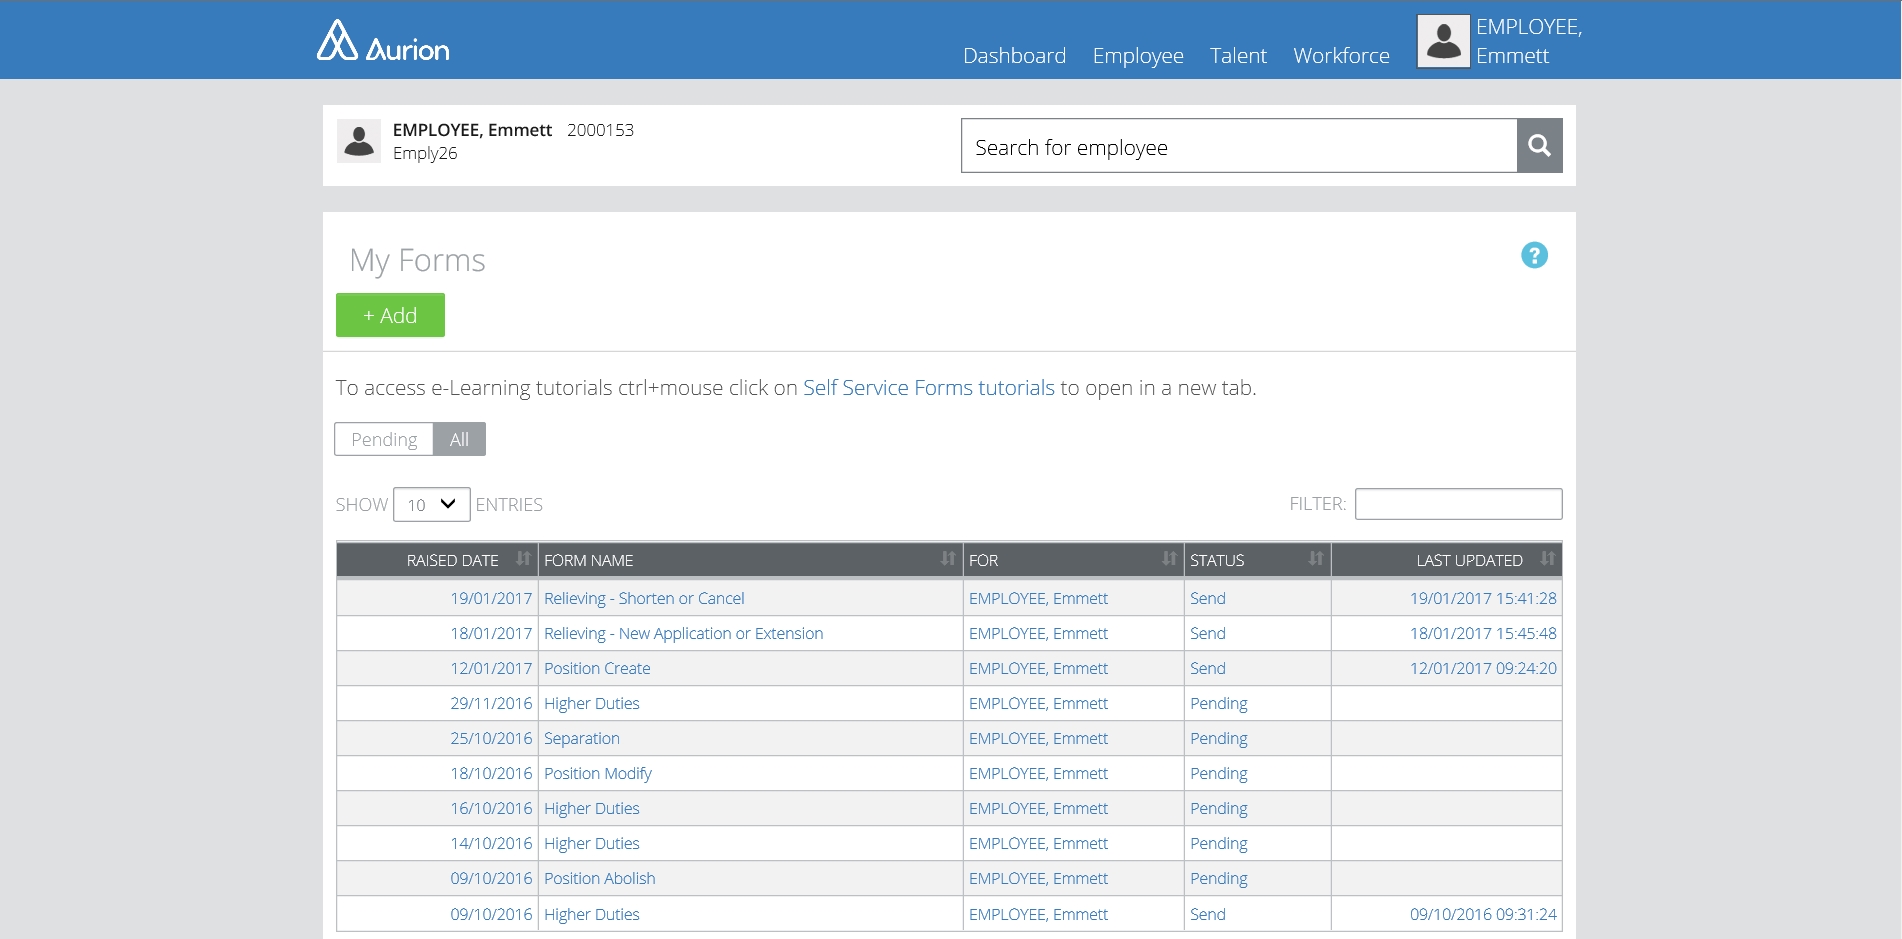 Aurion
Dashboard Employee Talent Workforce EMPLOYEE,
Emmett
EMPLOYEE, Emmett 2000153
Emply26
Search for employee
My Forms
?
+ Add
To access e-Learning tutorials ctrl+mouse click on Self Service Forms tutorials to open in a new tab.
Pending All
SHOW 10 ENTRIES FILTER:
RAISED DATE FORM NAME FOR STATUS LAST UPDATED
19/01/2017 Relieving - Shorten or Cancel EMPLOYEE, Emmett Send 19/01/2017 15:41:28
18/01/2017 Relieving - New Application or Extension EMPLOYEE, Emmett Send 18/01/2017 15:45:48
12/01/2017 Position Create EMPLOYEE, Emmett Send 12/01/2017 09:24:20
29/11/2016 Higher Duties EMPLOYEE, Emmett Pending
25/10/2016 Separation EMPLOYEE, Emmett Pending
18/10/2016 Position Modify EMPLOYEE, Emmett Pending
16/10/2016 Higher Duties EMPLOYEE, Emmett Pending
14/10/2016 Higher Duties EMPLOYEE, Emmett Pending
09/10/2016 Position Abolish EMPLOYEE, Emmett Pending
09/10/2016 Higher Duties EMPLOYEE, Emmett Send 09/10/2016 09:31:24